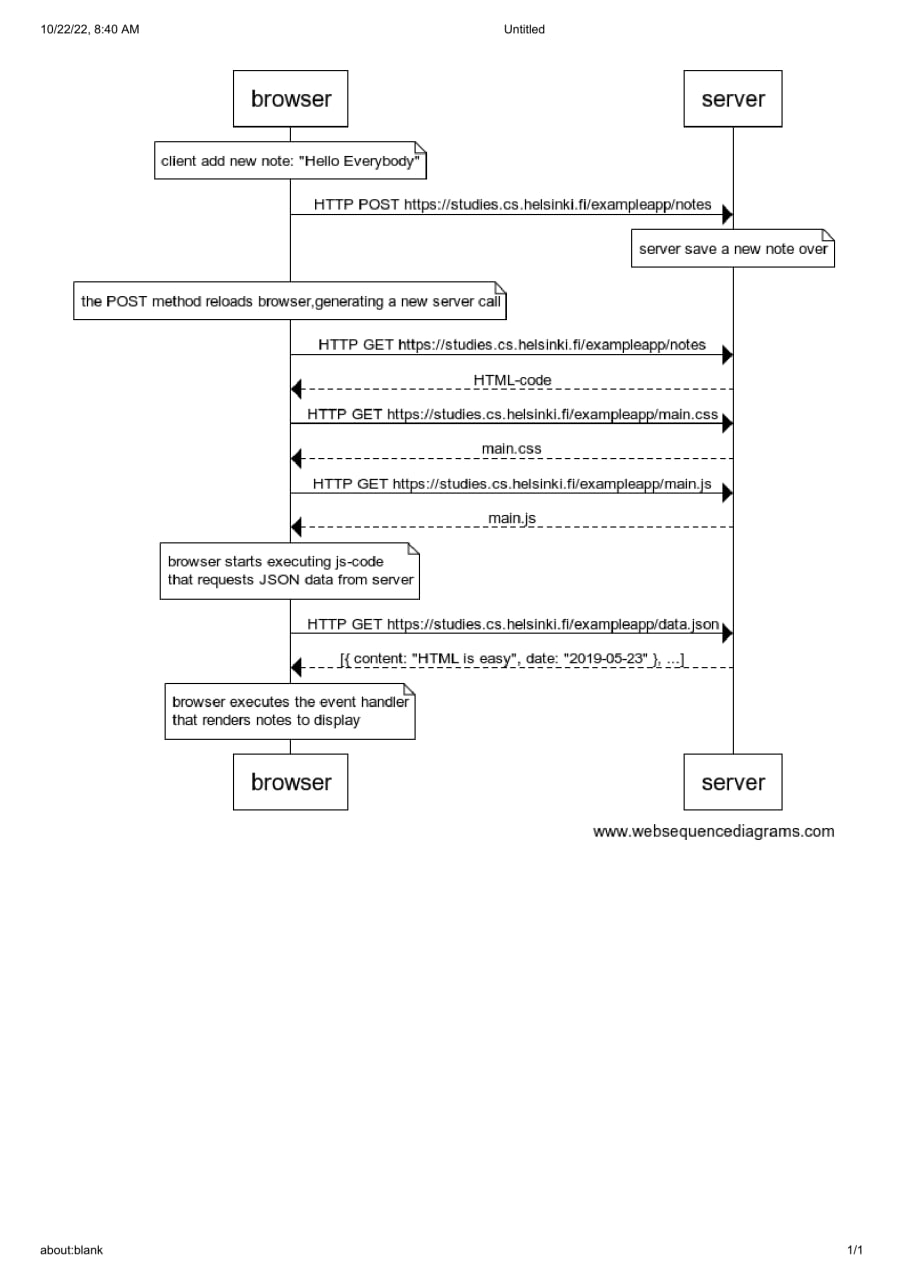 10/22/22, 8:40 AM
Untitled
browser
server
client add new note: "Hello Everybody"
HTTP POST https://studies.cs.helsinki.fi/exampleapp/notes
server save a new note over
the POST method reloads browser,generating a new server call
HTTP GET https://studies.cs.helsinki.fi/exampleapp/notes
HTML-code
HTTP GET https://studies.cs.helsinki.fi/exampleapp/main.css
main.css
HTTP GET https://studies.cs.helsinki.fi/exampleapp/main.js
main.js
browser starts executing js-code
that requests JSON data from server
HTTP GET https://studies.cs.helsinki.fi/exampleapp/data.json
[{ content: "HTML is easy", date: "2019-05-23" }, ...]
browser executes the event handler
that renders notes to display
browser
server
www.websequencediagrams.com
about:blank
1/1